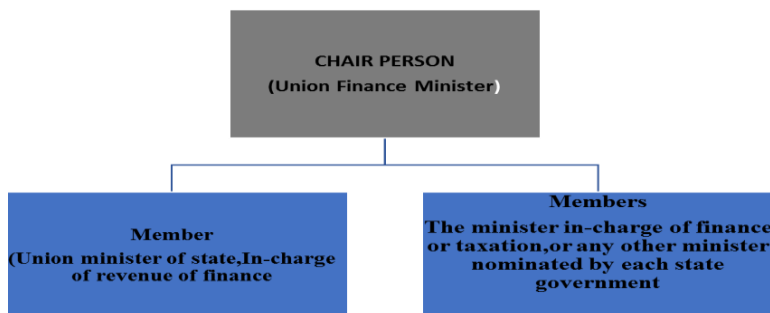 CHAIR PERSON
(Union Finance Minister)
Member
(Union minister of state,In-charge
of revenue of finance
Members
The minister in-charge of finance
or taxation,or any other minister
nominated by each state
government